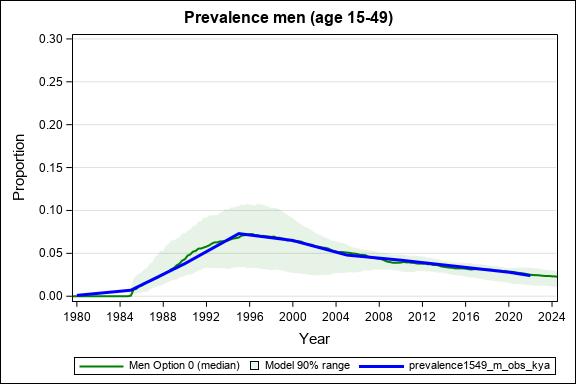 Prevalence men (age 15-49)
0.30
0.25
0.20
0.15
0.10
0.05
0.00
Proportion
1980 1984 1988 1992 1996 2000 2004 2008 2012 2016 2020 2024
Year
Men Option 0 (median) Model 90% range prevalence1549_m_obs_kya